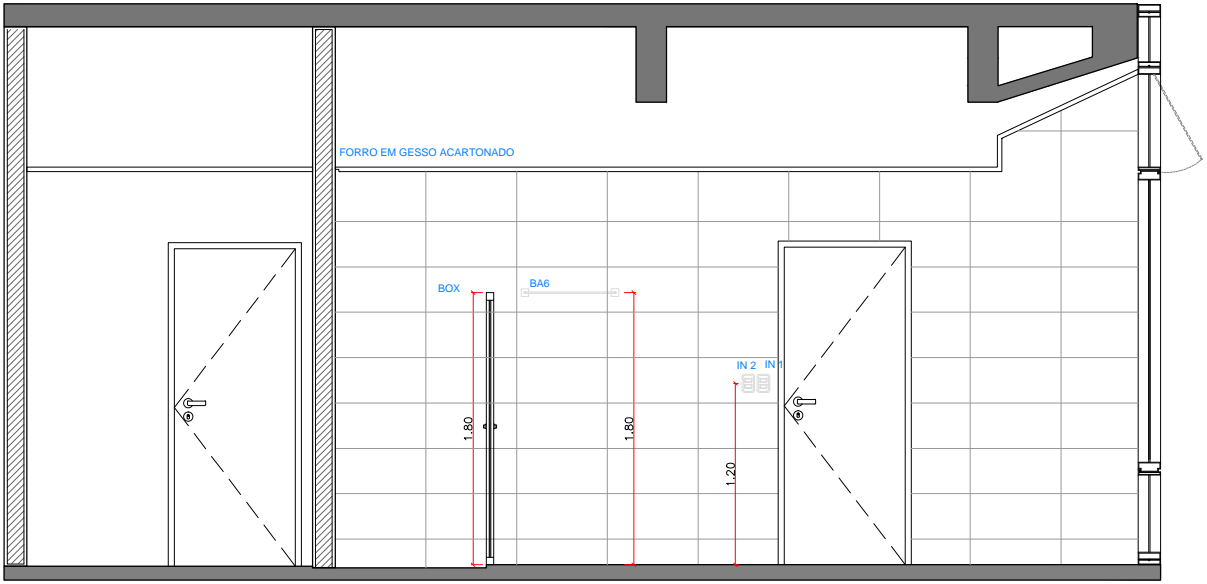 FORRO EM GESSO ACARTONADO
BOX
BA6
IN 2
IN 1
1.80
1.80
1.20